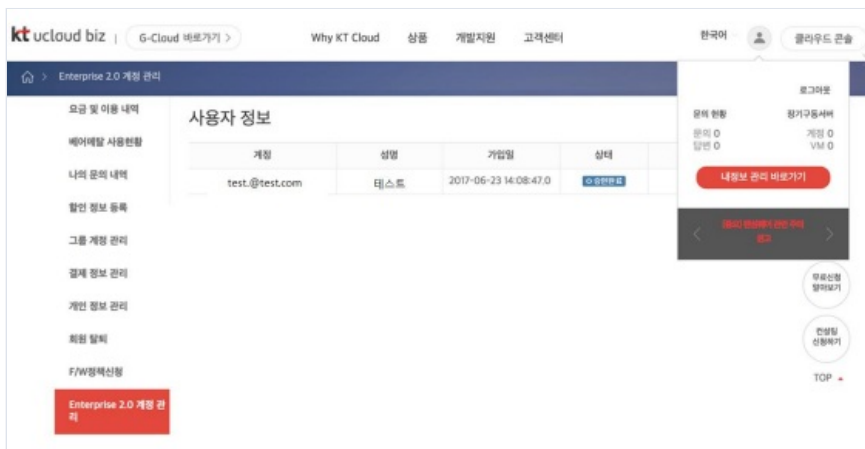 kt ucloud biz | G-Cloud 바로가기 >
Why KT Cloud 상품 개발지원 고객센터
한국어
클라우드 콘솔
> Enterprise 2.0 계정 관리
로그아웃
문의 현황 장기구동서버
문의 0 계정 0
답변 0 VM 0
내정보 관리 바로가기
요금 및 이용 내역
베어메탈 사용현황
나의 문의 내역
할인 정보 등록
그룹 계정 관리
결제 정보 관리
개인 정보 관리
회원 탈퇴
F/W정책신청
Enterprise 2.0 계정 관
리
사용자 정보
계정 성명 가입일 상태
test.@test.com 테스트 2017-06-23 14:08:47.0
무료신청
알아보기
컨설팅
신청하기
TOP